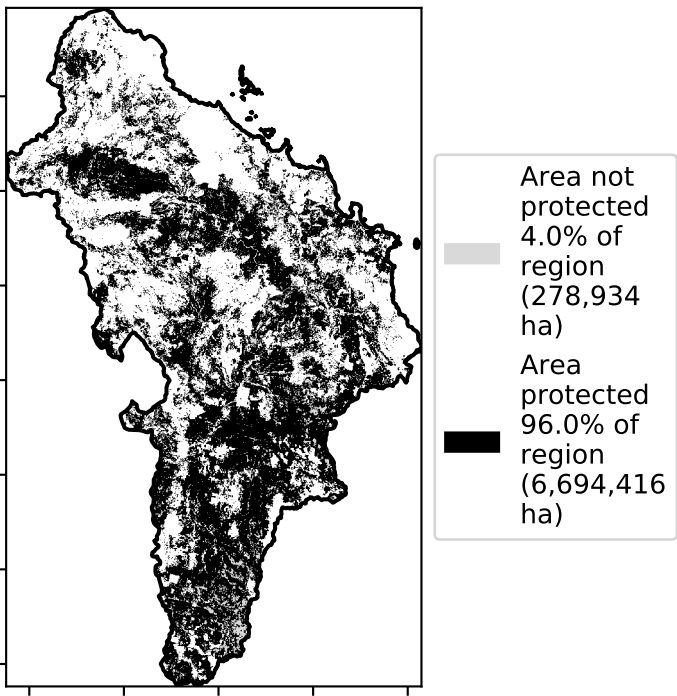 Area not
protected
4.0% of
region
(278,934
ha)
Area
protected
96.0% of
region
(6,694,416
ha)